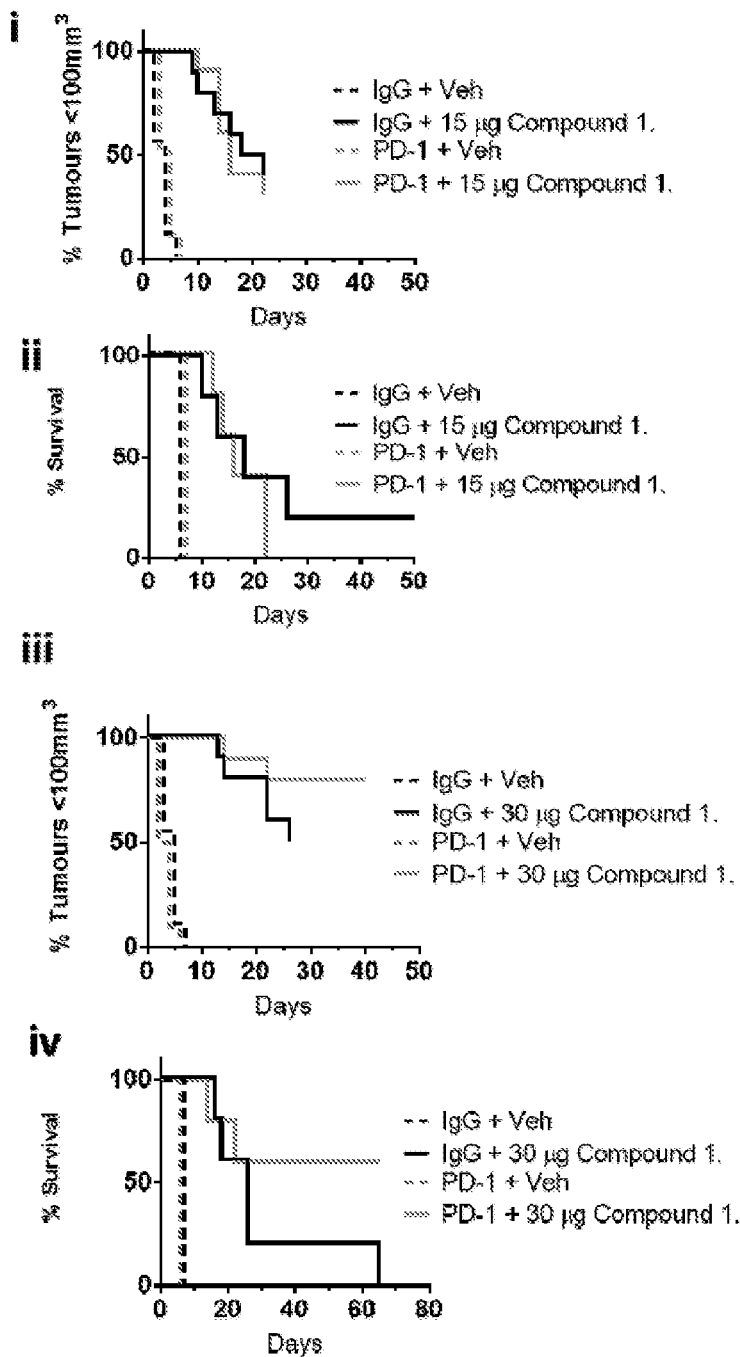 i
% Tumours <100mm³
100
50
0
0 10 20 30 40 50
Days
IgG + Veh
IgG + 15 µg Compound 1.
PD-1 + Veh
PD-1 + 15 µg Compound 1.
ii
% Survival
100
50
0
0 10 20 30 40 50
Days
IgG + Veh
IgG + 15 µg Compound 1.
PD-1 + Veh
PD-1 + 15 µg Compound 1.
iii
% Tumours <100mm³
100
50
0
0 10 20 30 40 50
Days
IgG + Veh
IgG + 30 µg Compound 1.
PD-1 + Veh
PD-1 + 30 µg Compound 1.
iv
% Survival
100
50
0
0 20 40 60 80
Days
IgG + Veh
IgG + 30 µg Compound 1.
PD-1 + Veh
PD-1 + 30 µg Compound 1.